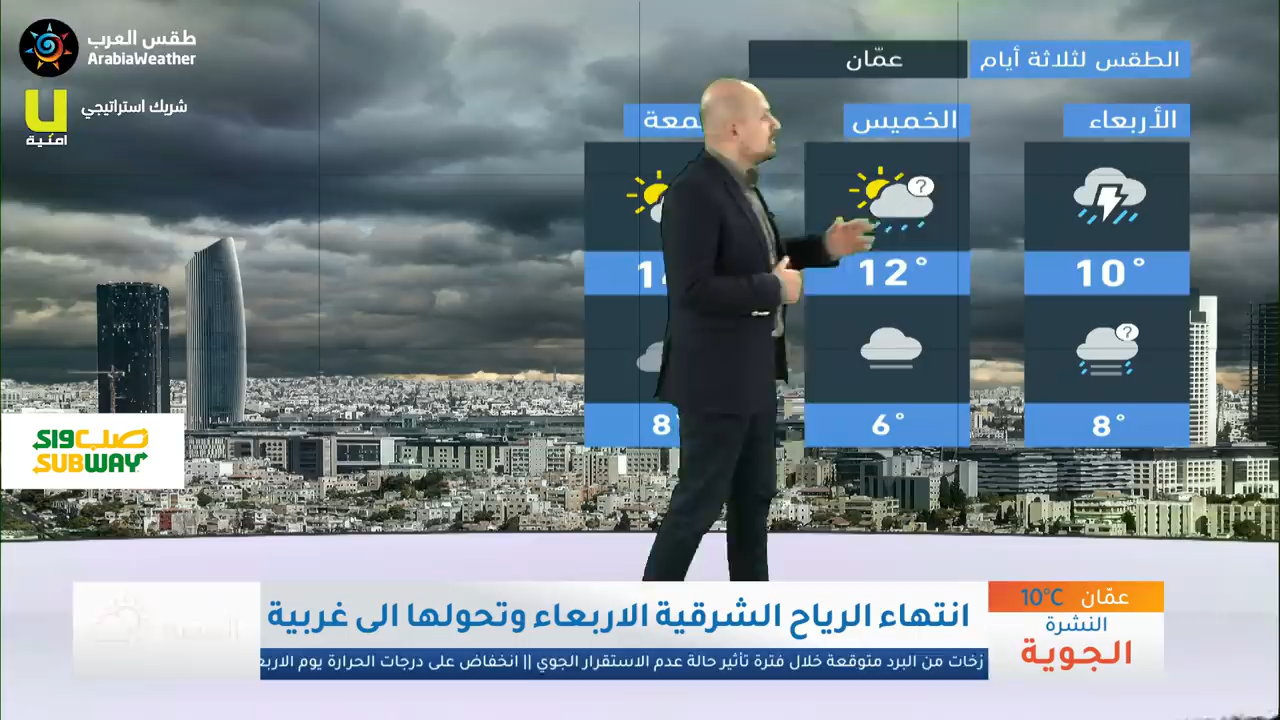 طقس العرب
ArabiaWeather
شريك استراتيجي
امنية
الطقس لثلاثة أيام
عمّان
الأربعاء
الخميس
10°
12°
8°
6°
8°
صب واي
SUBWAY
عمّان 10°C
النشرة
الجوية
انتهاء الرياح الشرقية الاربعاء وتحولها الى غربية
زخات من البرد متوقعة خلال فترة تأثير حالة عدم الاستقرار الجوي || انخفاض على درجات الحرارة يوم